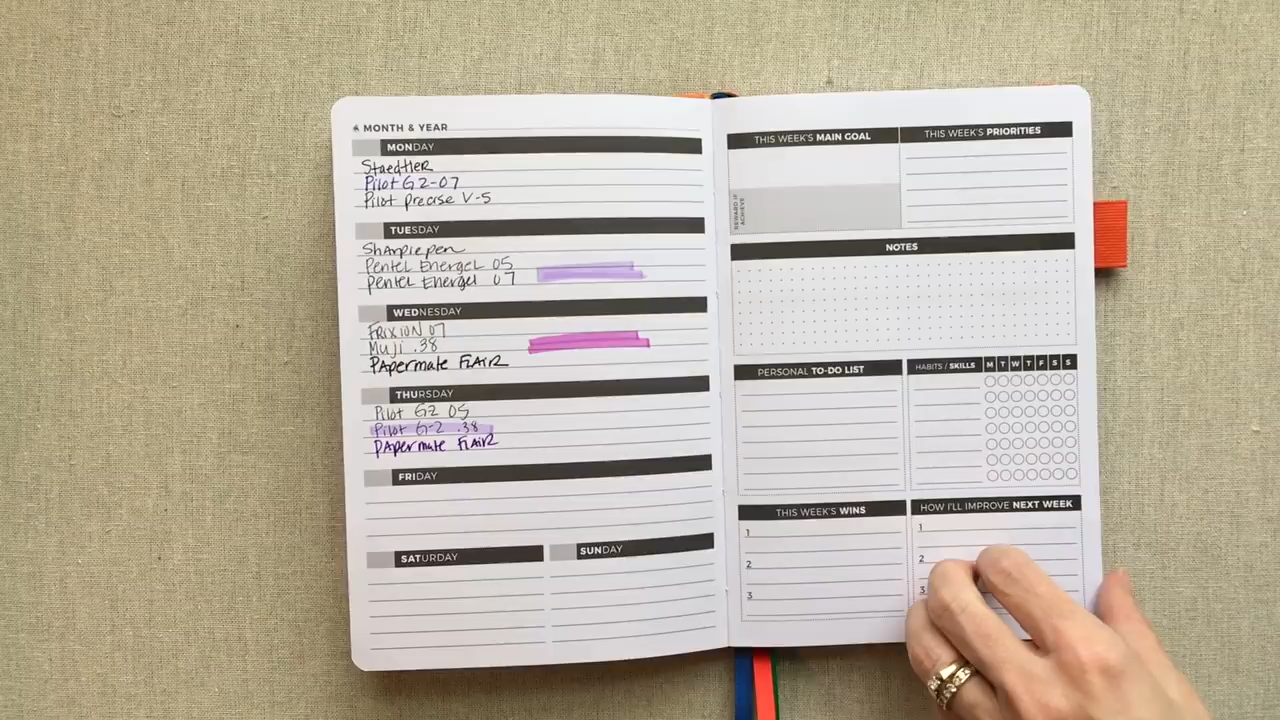 MONTH & YEAR
MONDAY
Staedtler
Pilot G2-07
Pilot Precise V-5
TUESDAY
Sharpie pen
Pentel Energel 05
Pentel Energel 07
WEDNESDAY
FRIXION 07
Muji .38
PAPermate FLAIR
THURSDAY
Pilot G2 05
Pilot G-2 .38
PAPermate FLAIR
FRIDAY
SATURDAY
SUNDAY
THIS WEEK'S MAIN GOAL
REWARD IF
ACHIEVE
THIS WEEK'S PRIORITIES
NOTES
PERSONAL TO-DO LIST
HABITS / SKILLS M T W T F S S
THIS WEEK'S WINS
1
2
3
HOW I'LL IMPROVE NEXT WEEK
1
2
3